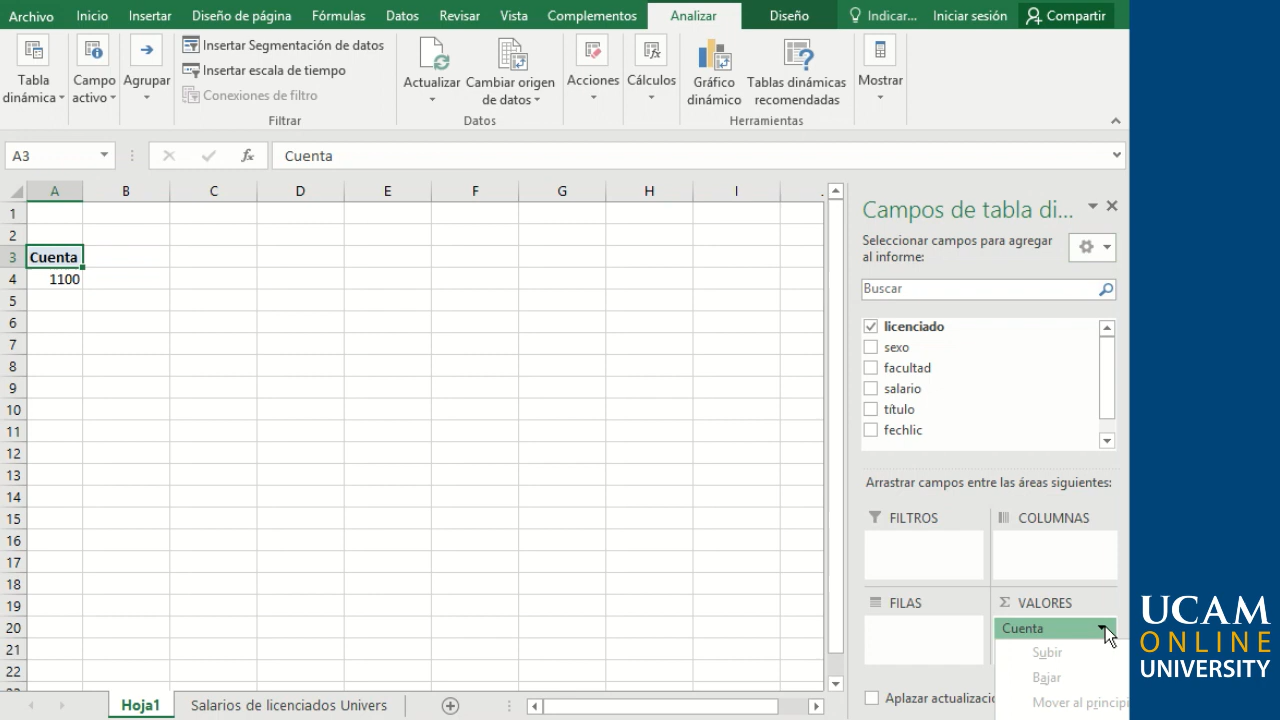 Archivo Inicio Insertar Diseño de página Fórmulas Datos Revisar Vista Complementos Analizar Diseño Indicar... Iniciar sesión Compartir
Tabla dinámica
Campo activo
Agrupar
Insertar Segmentación de datos
Insertar escala de tiempo
Conexiones de filtro
Filtrar
Actualizar
Cambiar origen de datos
Datos
Acciones
Cálculos
Gráfico dinámico
Tablas dinámicas recomendadas
Herramientas
Mostrar
A3 fx Cuenta
A B C D E F G H I
1
2
3 Cuenta
4 1100
5
6
7
8
9
10
11
12
13
14
15
16
17
18
19
20
21
22
Hoja1 Salarios de licenciados Univers
Campos de tabla di...
Seleccionar campos para agregar
al informe:
Buscar
licenciado
sexo
facultad
salario
título
fechlic
Arrastrar campos entre las áreas siguientes:
FILTROS COLUMNAS
FILAS Σ VALORES
Cuenta
Subir
Bajar
Mover al principi
Aplazar actualizacio
UCAM
ONLINE
UNIVERSITY